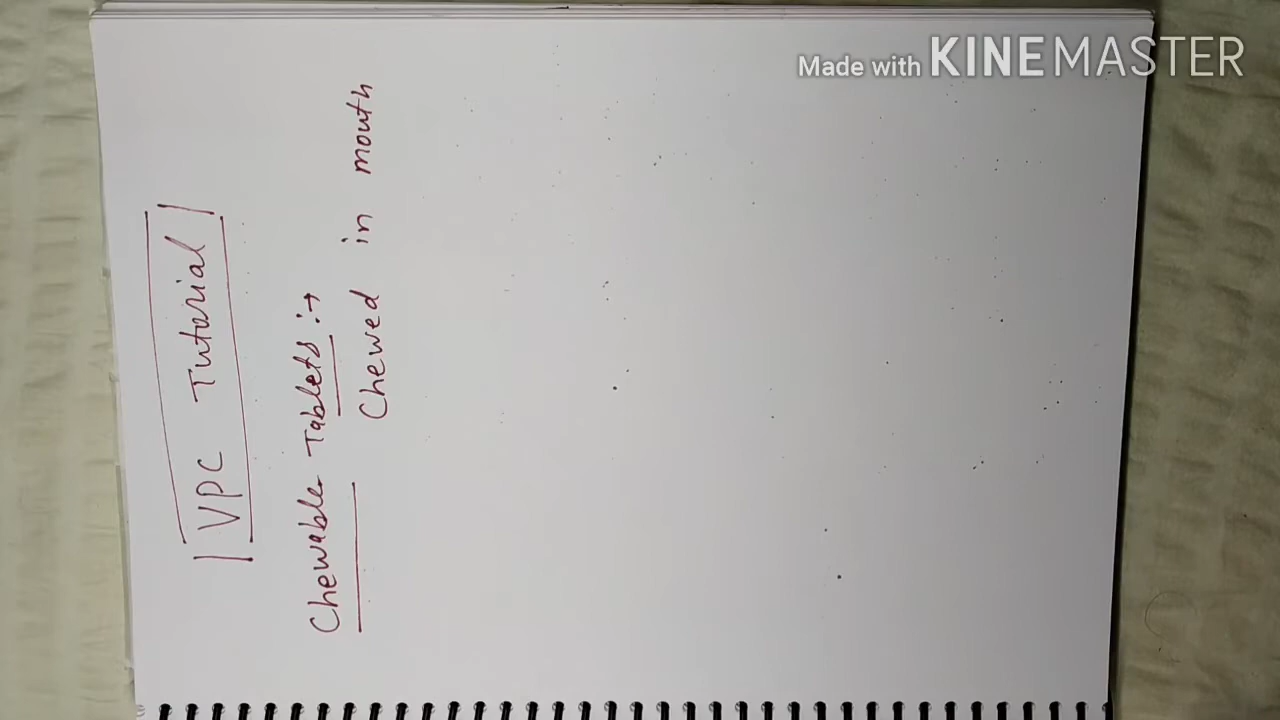 Made with KINEMASTER
VPC Tutorial
Chewable Tablets :→
Chewed in mouth